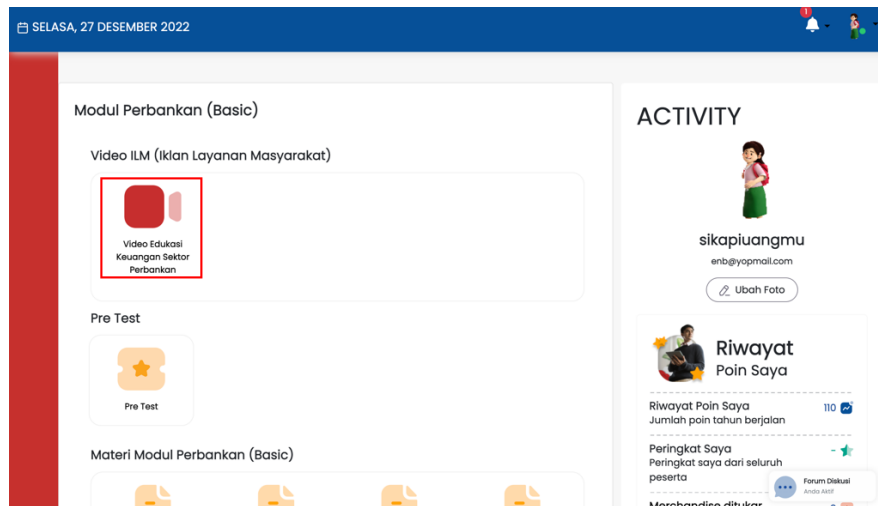 SELASA, 27 DESEMBER 2022
1
Modul Perbankan (Basic)
Video ILM (Iklan Layanan Masyarakat)
Video Edukasi
Keuangan Sektor
Perbankan
Pre Test
Pre Test
Materi Modul Perbankan (Basic)
ACTIVITY
sikapiuangmu
enb@yopmail.com
Ubah Foto
Riwayat
Poin Saya
Riwayat Poin Saya
110
Jumlah poin tahun berjalan
Peringkat Saya
-
Peringkat saya dari seluruh
peserta
Forum Diskusi
Anda Aktif
Merchandise ditukar